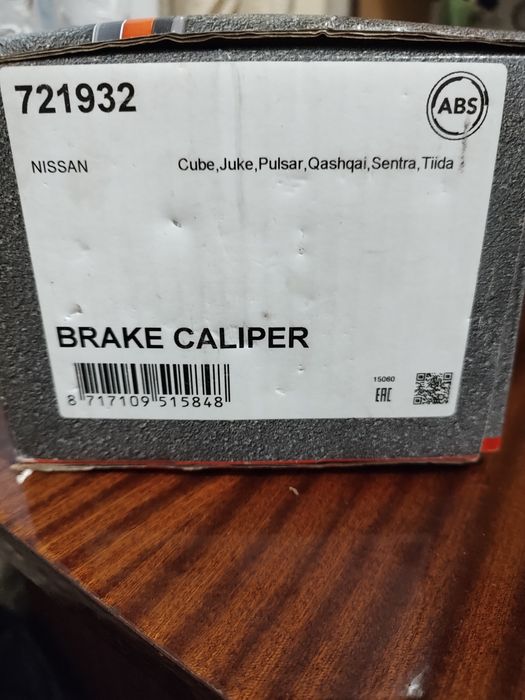 721932
ABS
NISSAN Cube,Juke,Pulsar,Qashqai,Sentra,Tiida
BRAKE CALIPER
15060
8 717109 515848
EAC